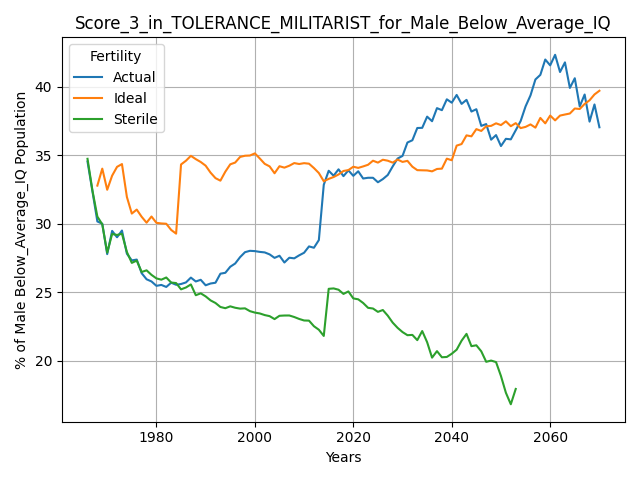 Score_3_in_TOLERANCE_MILITARIST_for_Male_Below_Average_IQ
Fertility
Actual
Ideal
Sterile
% of Male Below_Average_IQ Population
40
35
30
25
20
1980
2000
2020
2040
2060
Years